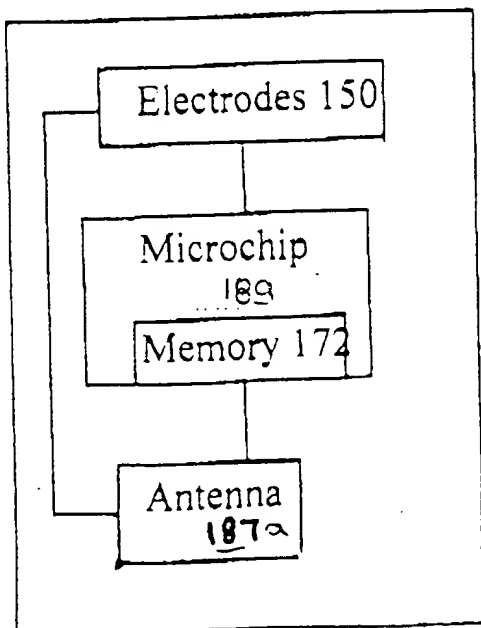 Electrodes 150
Microchip
189
Memory 172
Antenna
187a